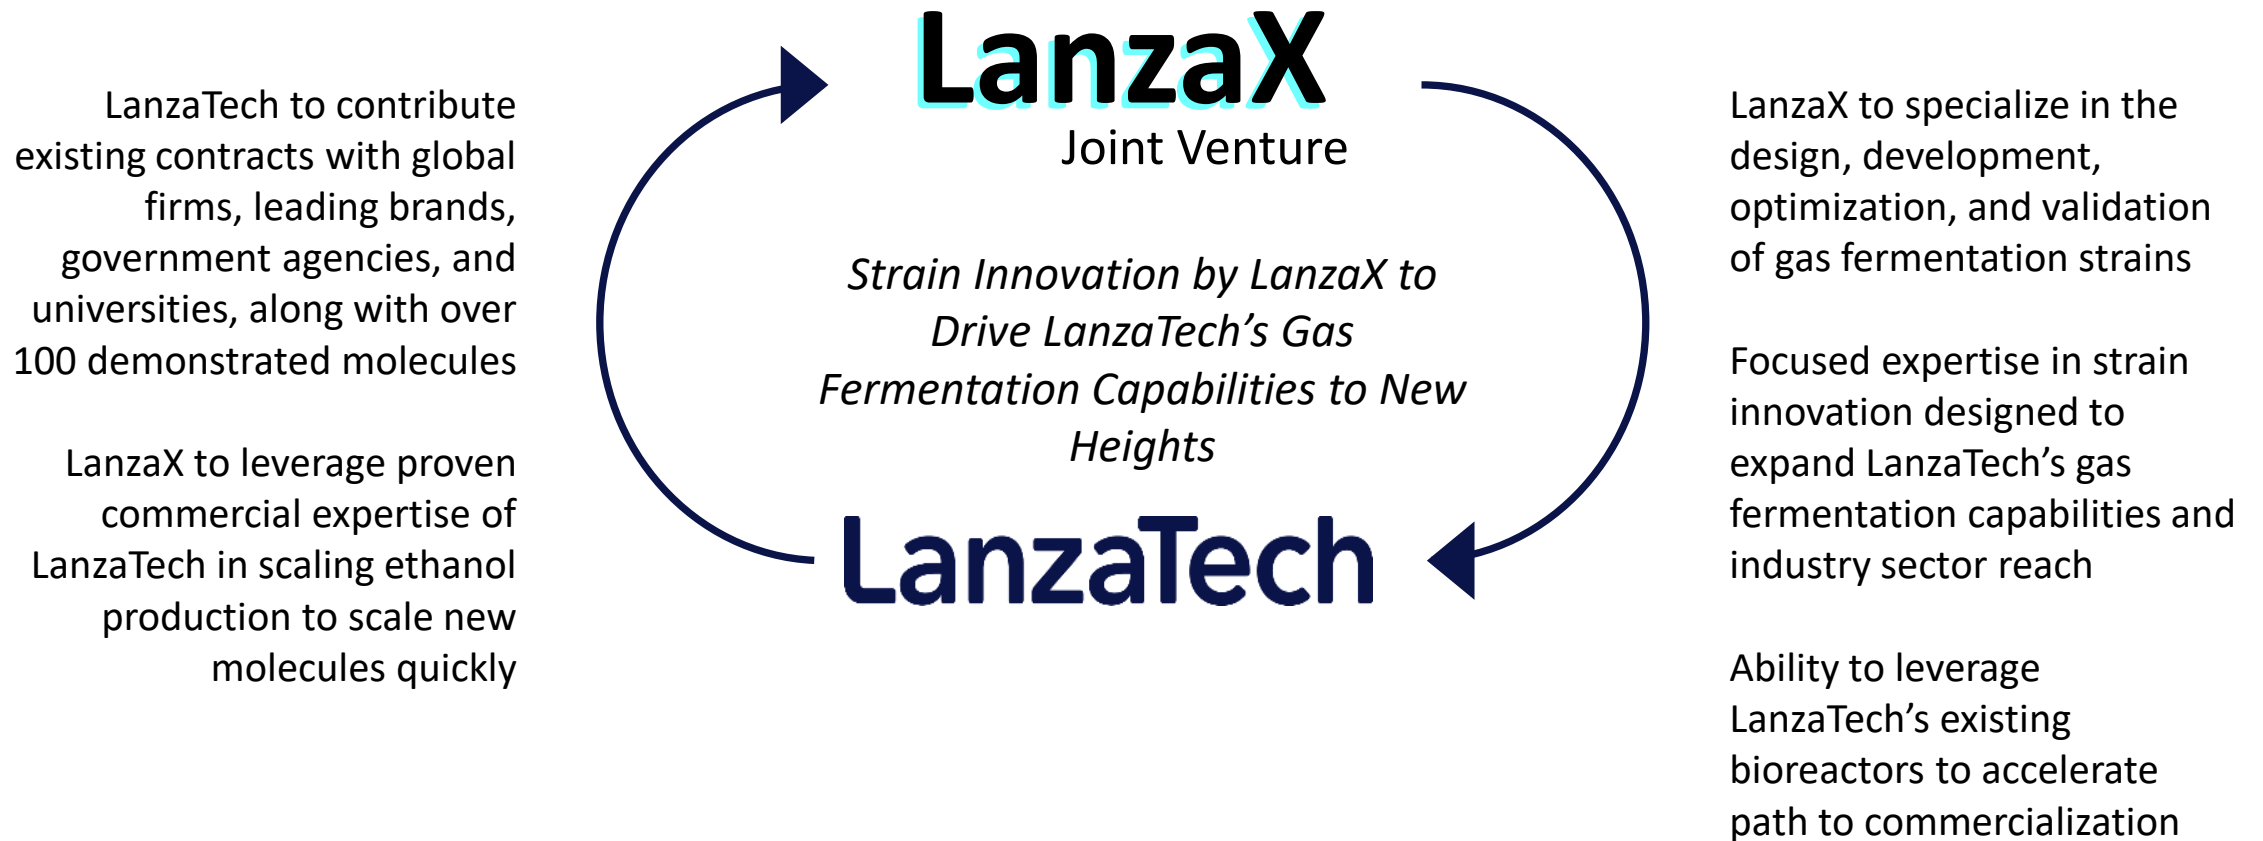 LanzaTech to contribute
existing contracts with global
firms, leading brands,
government agencies, and
universities, along with over
100 demonstrated molecules
LanzaX to leverage proven
commercial expertise of
LanzaTech in scaling ethanol
production to scale new
molecules quickly
LanzaX
Joint Venture
Strain Innovation by LanzaX to
Drive LanzaTech’s Gas
Fermentation Capabilities to New
Heights
LanzaTech
LanzaX to specialize in the
design, development,
optimization, and validation
of gas fermentation strains
Focused expertise in strain
innovation designed to
expand LanzaTech’s gas
fermentation capabilities and
industry sector reach
Ability to leverage
LanzaTech’s existing
bioreactors to accelerate
path to commercialization